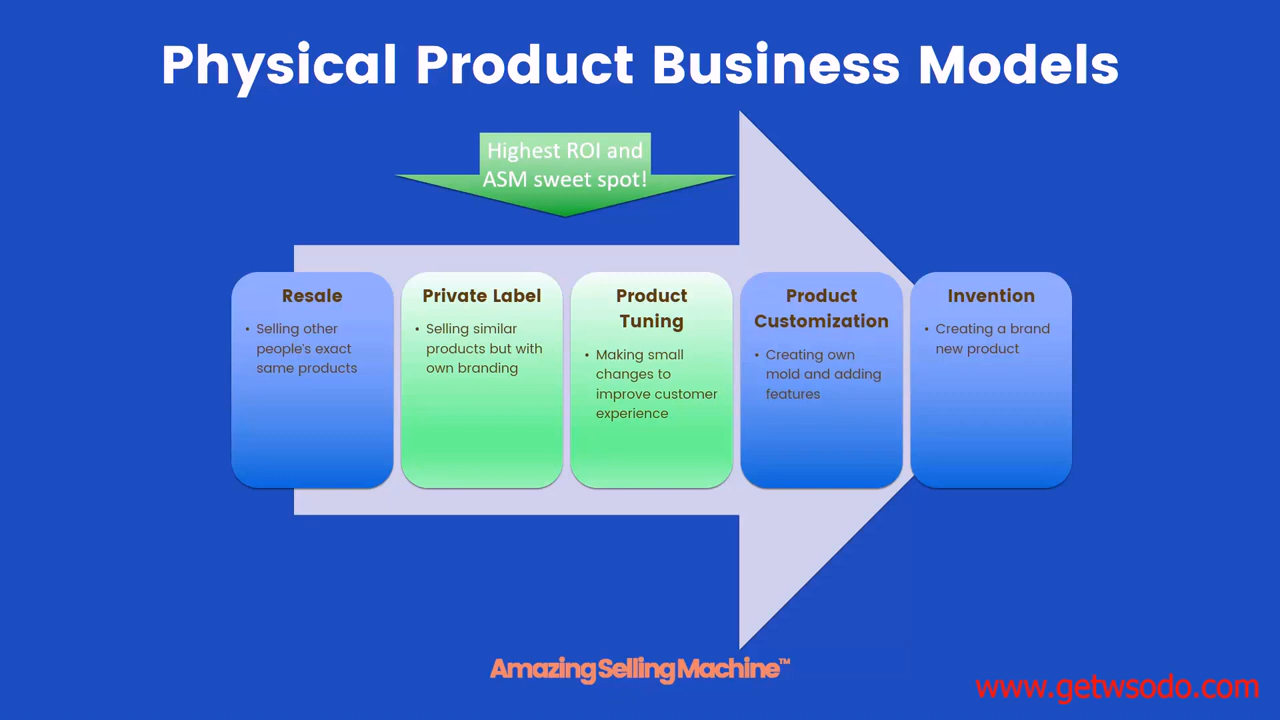 Physical Product Business Models
Highest ROI and
ASM sweet spot!
Resale
• Selling other
people's exact
same products
Private Label
• Selling similar
products but with
own branding
Product
Tuning
• Making small
changes to
improve customer
experience
Product
Customization
• Creating own
mold and adding
features
Invention
• Creating a brand
new product
AmazingSellingMachine™
www.getwsodo.com